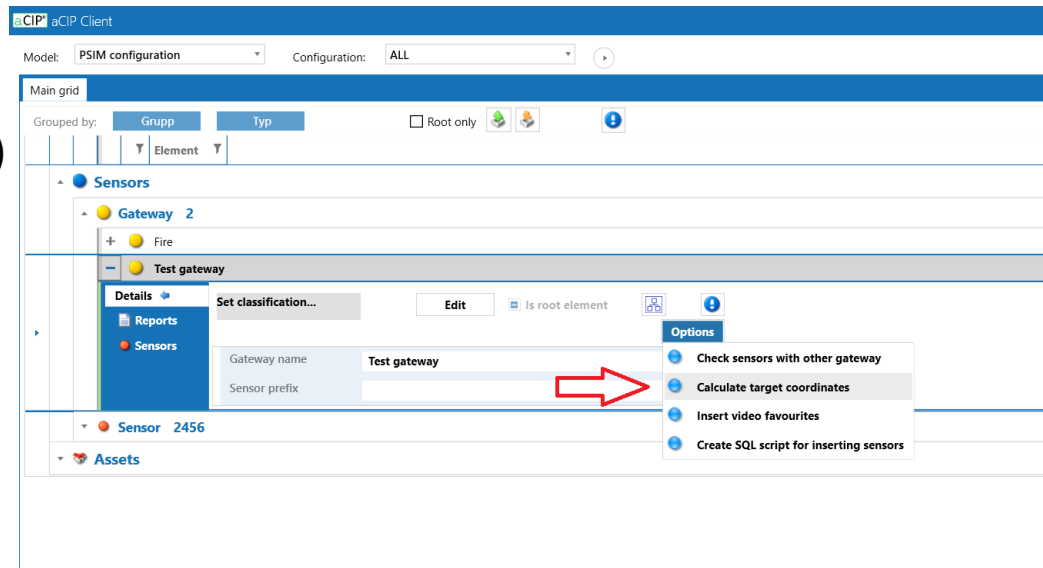 aCIP® aCIP Client
Model: PSIM configuration Configuration: ALL
Main grid
Grouped by: Grupp Typ Root only
Element
Sensors
Gateway 2
Fire
Test gateway
Details Set classification... Edit Is root element
Options
Reports
Sensors
Gateway name Test gateway
Sensor prefix
Check sensors with other gateway
Calculate target coordinates
Insert video favourites
Create SQL script for inserting sensors
Sensor 2456
Assets